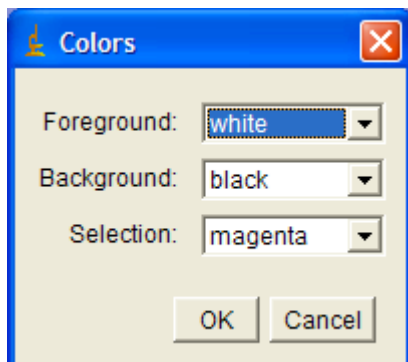 Colors
Foreground: white
Background: black
Selection: magenta
OK Cancel